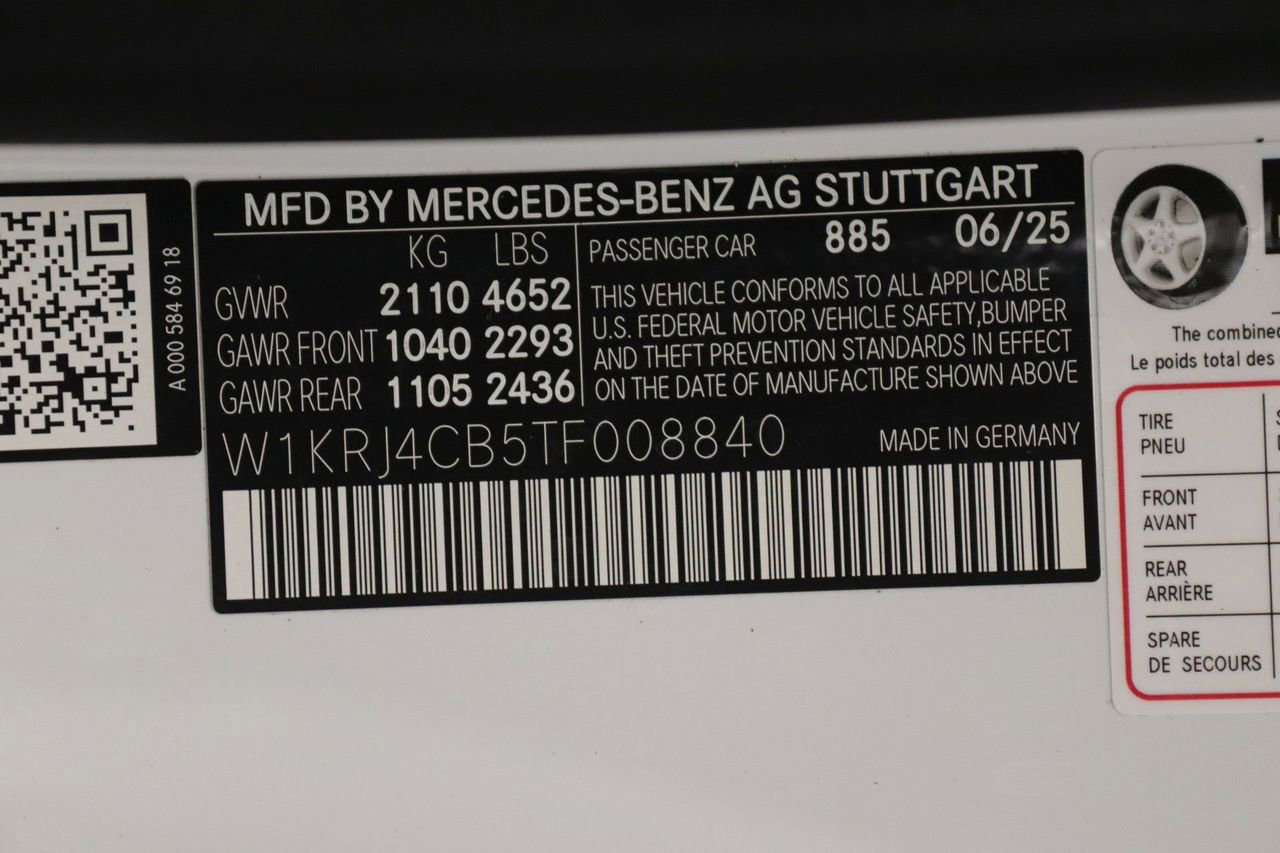 A 000 584 69 18
MFD BY MERCEDES-BENZ AG STUTTGART
KG LBS
GVWR 2110 4652
GAWR FRONT 1040 2293
GAWR REAR 1105 2436
PASSENGER CAR 885 06/25
THIS VEHICLE CONFORMS TO ALL APPLICABLE
U.S. FEDERAL MOTOR VEHICLE SAFETY,BUMPER
AND THEFT PREVENTION STANDARDS IN EFFECT
ON THE DATE OF MANUFACTURE SHOWN ABOVE
W1KRJ4CB5TF008840
MADE IN GERMANY
The combined
Le poids total des
TIRE
PNEU
FRONT
AVANT
REAR
ARRIÈRE
SPARE
DE SECOURS